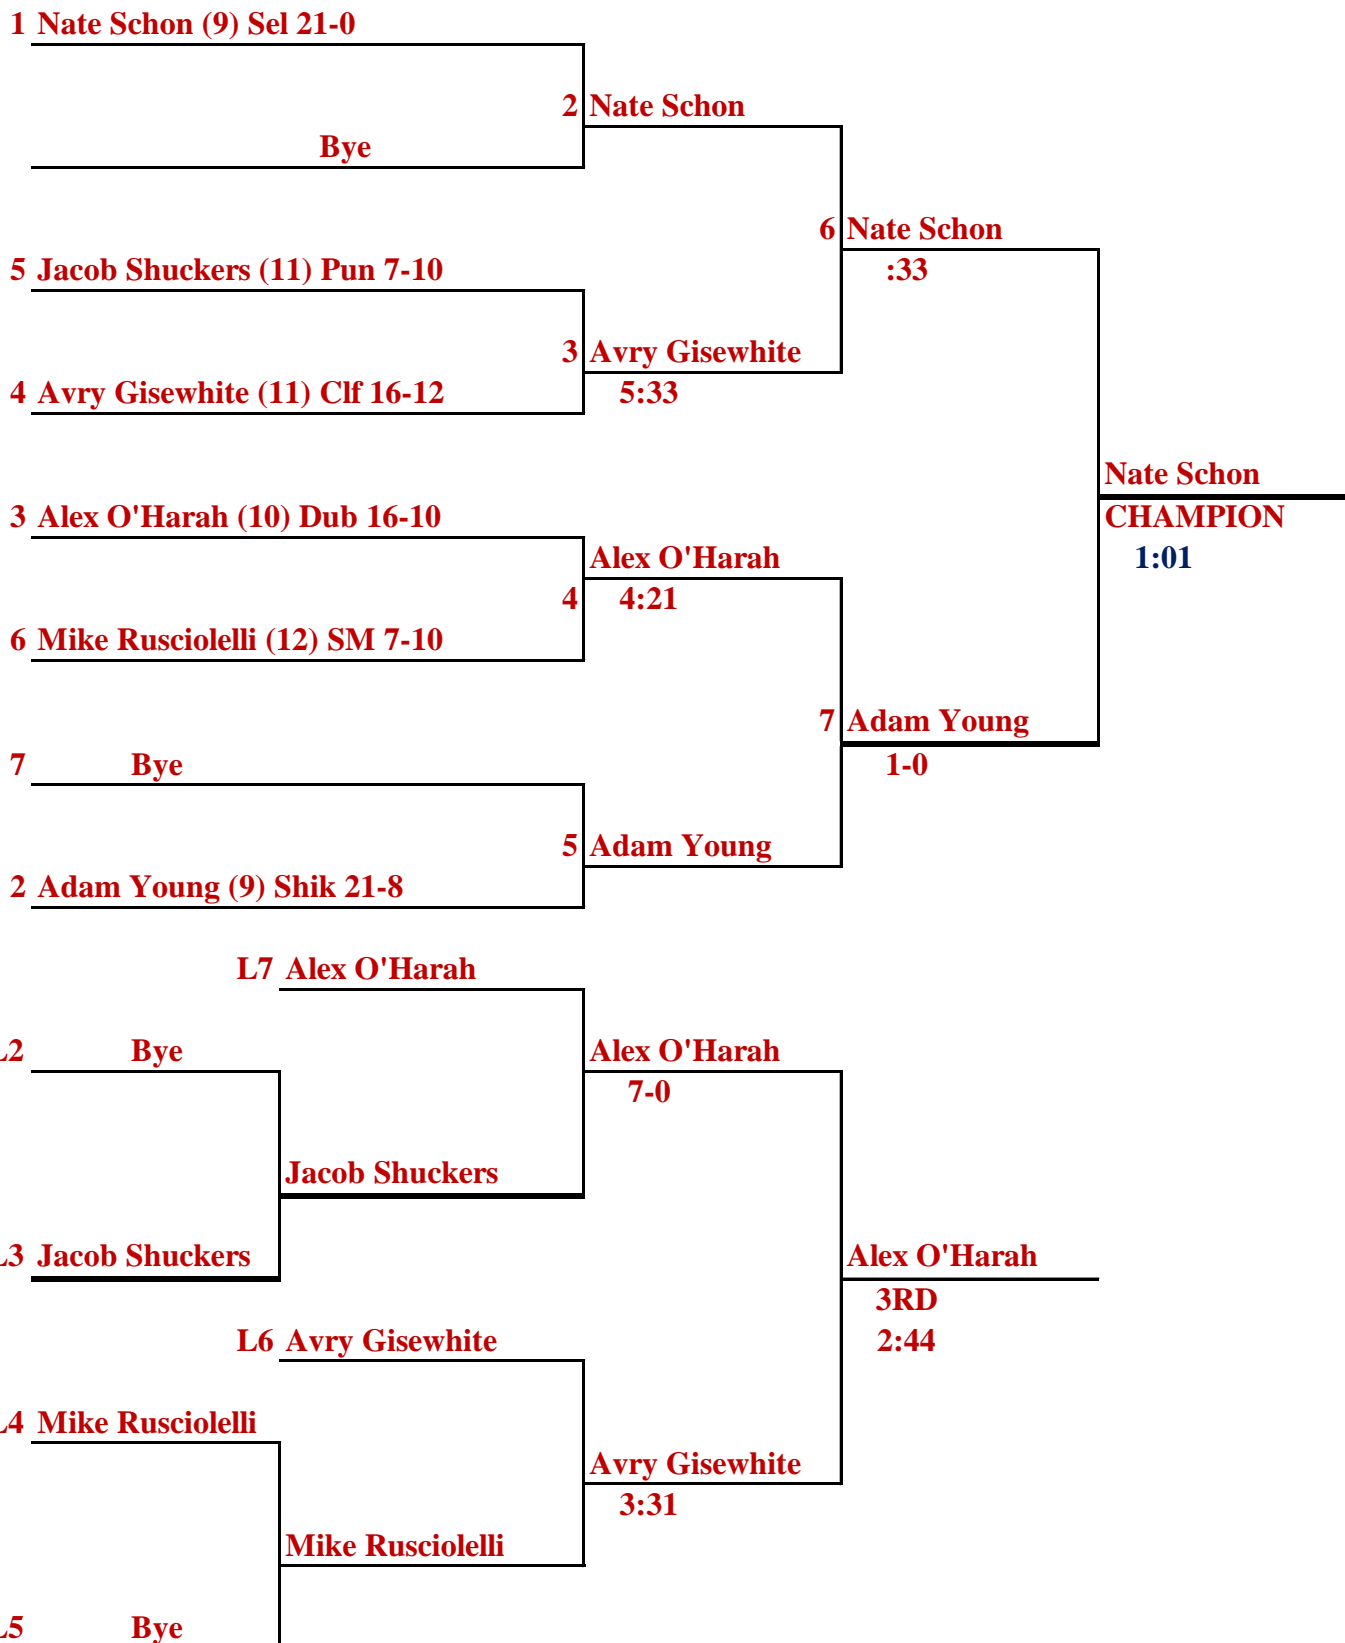 1 Nate Schon (9) Sel 21-0
2 Nate Schon
Bye
6 Nate Schon
5 Jacob Shuckers (11) Pun 7-10
:33
3 Avry Gisewhite
4 Avry Gisewhite (11) Clf 16-12
5:33
Nate Schon
3 Alex O'Harah (10) Dub 16-10
CHAMPION
Alex O'Harah
1:01
4 4:21
6 Mike Rusciolelli (12) SM 7-10
7 Adam Young
7 Bye
1-0
5 Adam Young
2 Adam Young (9) Shik 21-8
L7 Alex O'Harah
L2 Bye
Alex O'Harah
7-0
Jacob Shuckers
L3 Jacob Shuckers
Alex O'Harah
3RD
L6 Avry Gisewhite
2:44
L4 Mike Rusciolelli
Avry Gisewhite
3:31
Mike Rusciolelli
L5 Bye